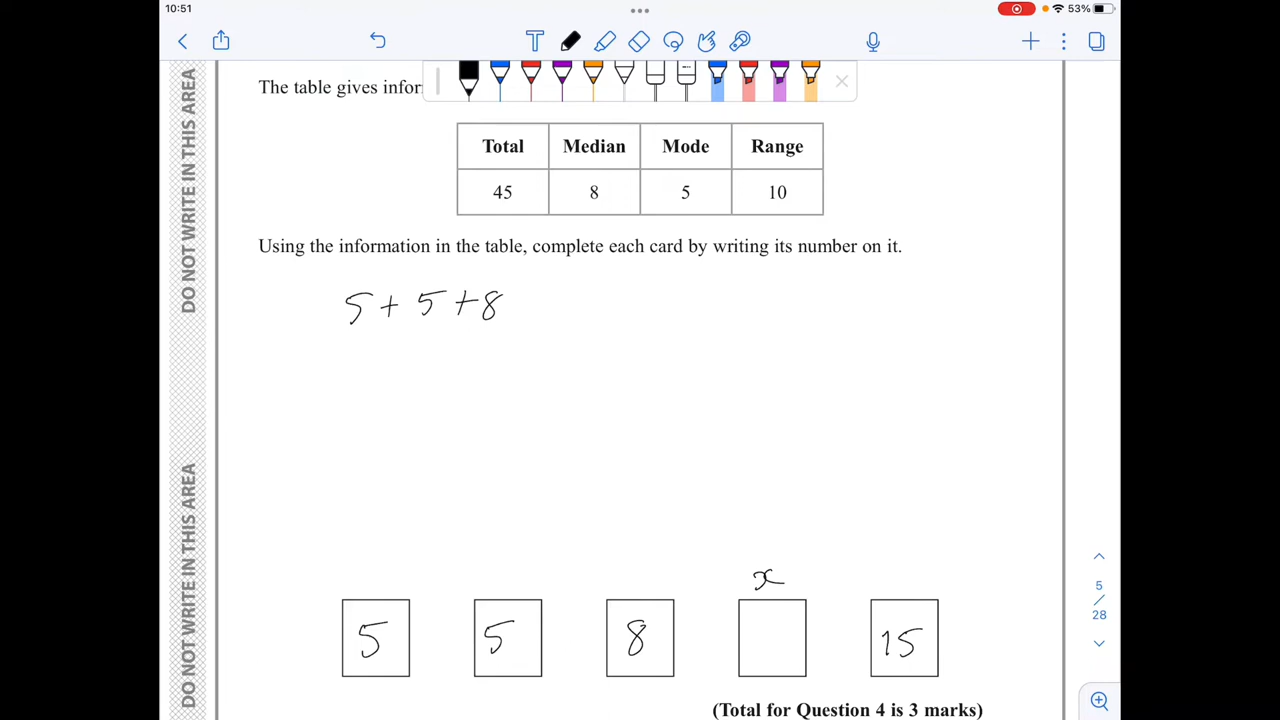 10:51
53%
The table gives infor
Total Median Mode Range
45 8 5 10
Using the information in the table, complete each card by writing its number on it.
5 + 5 + 8
x
5 5 8 15
(Total for Question 4 is 3 marks)
DO NOT WRITE IN THIS AREA
DO NOT WRITE IN THIS AREA
5
/
28